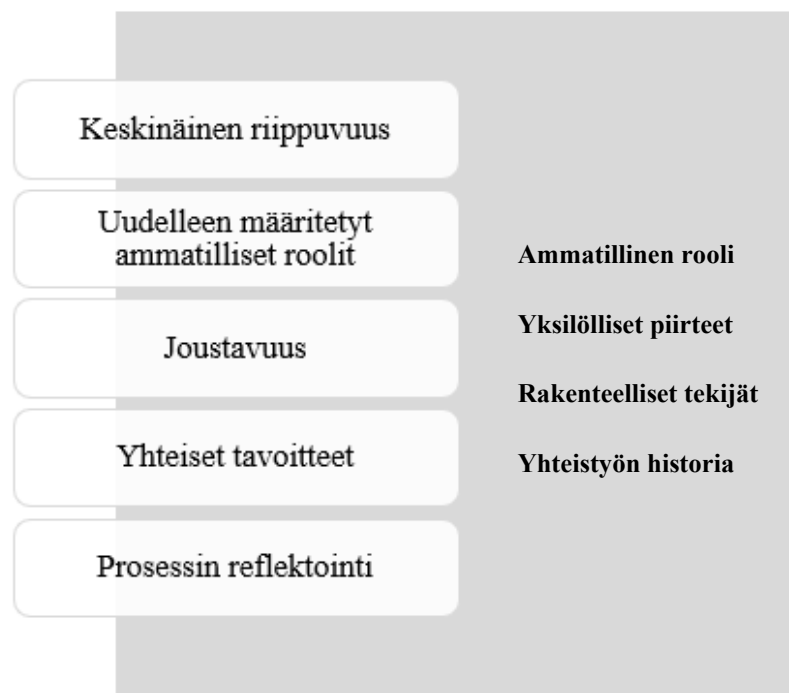 Keskinäinen riippuvuus
Uudelleen määritetyt
ammatilliset roolit
Joustavuus
Yhteiset tavoitteet
Prosessin reflektointi
Ammatillinen rooli
Yksilölliset piirteet
Rakenteelliset tekijät
Yhteistyön historia